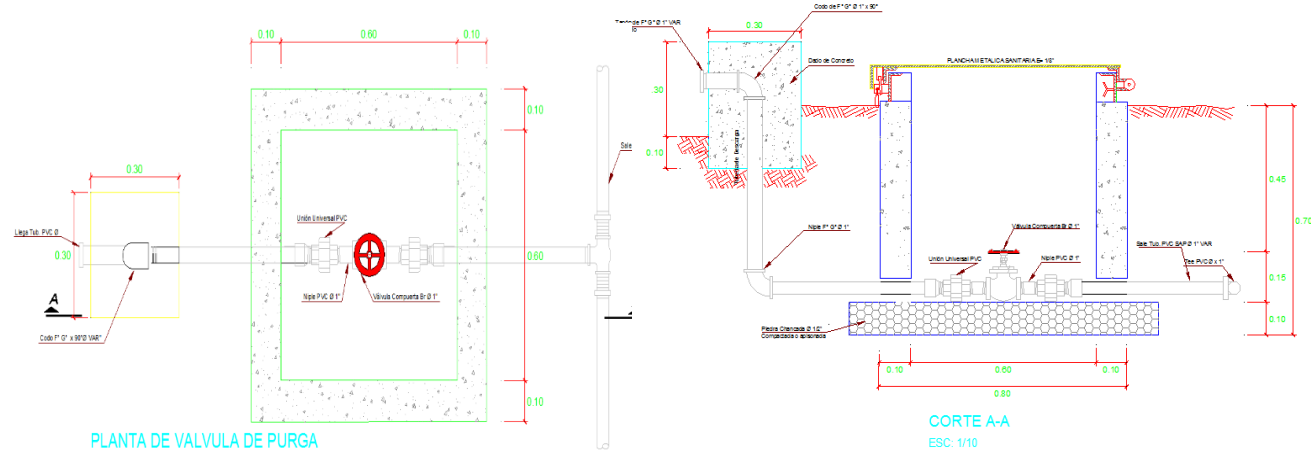 0.10
0.60
0.10
0.10
0.30
Unión Universal PVC
Llega Tub. PVC Ø
0.30
0.60
A
Niple PVC Ø 1"
Válvula Compuerta Br Ø 1"
Codo F° G° x 90°Ø VAR"
0.10
Sale
PLANTA DE VALVULA DE PURGA
F° G° Ø 1" VAR
Codo de F° G° Ø 1" x 90°
0.30
Dado de Concreto
PLANCHA METALICA SANITARIA E= 1/8"
.30
0.10
Descarga
0.45
0.70
Niple F° G° Ø 1"
Válvula Compuerta Br Ø 1"
Unión Universal PVC
Niple PVC Ø 1"
Sale Tub. PVC SAP Ø 1" VAR
Tee PVC Ø x 1"
0.15
0.10
Piedra Chancada Ø 1/2"
Compactada o apisonada
0.10
0.60
0.10
0.80
CORTE A-A
ESC: 1/10